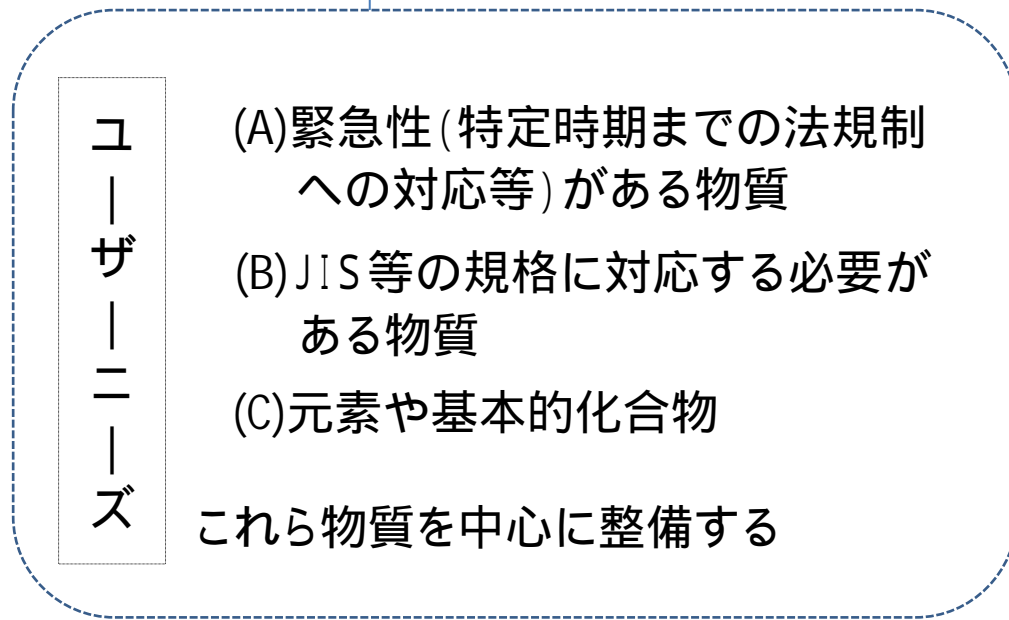 ユーザーニーズ
(A)緊急性(特定時期までの法規制
への対応等)がある物質
(B)JIS等の規格に対応する必要が
ある物質
(C)元素や基本的化合物
これら物質を中心に整備する